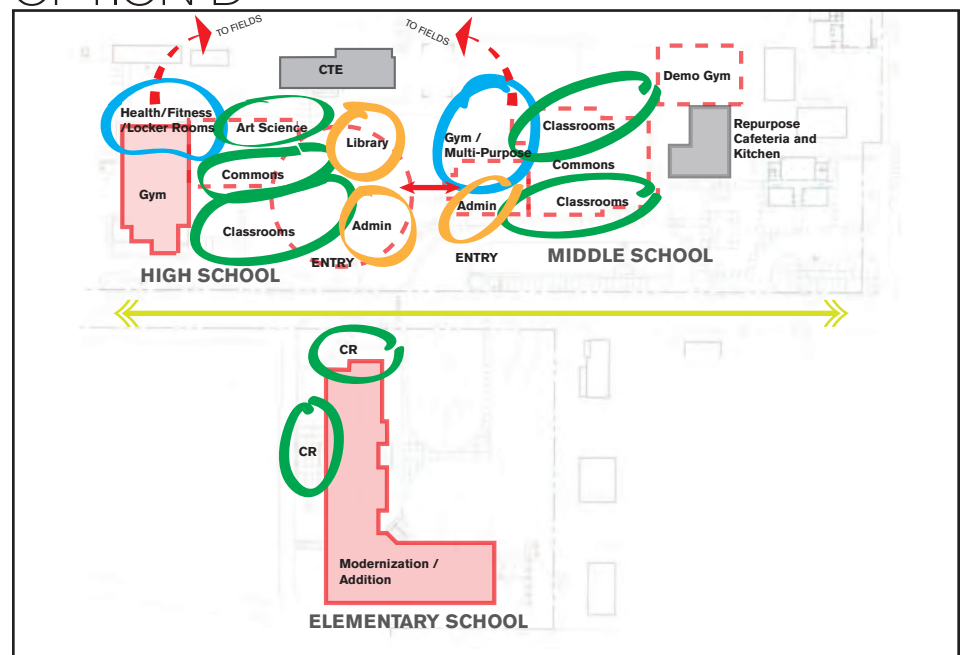 TO FIELDS
TO FIELDS
CTE
Demo Gym
Health/Fitness
/Locker Rooms
Art Science
Library
Gym /
Multi-Purpose
Classrooms
Repurpose
Cafeteria and
Kitchen
Commons
Commons
Gym
Classrooms
Admin
Admin
Classrooms
ENTRY
ENTRY
HIGH SCHOOL
MIDDLE SCHOOL
CR
CR
Modernization /
Addition
ELEMENTARY SCHOOL